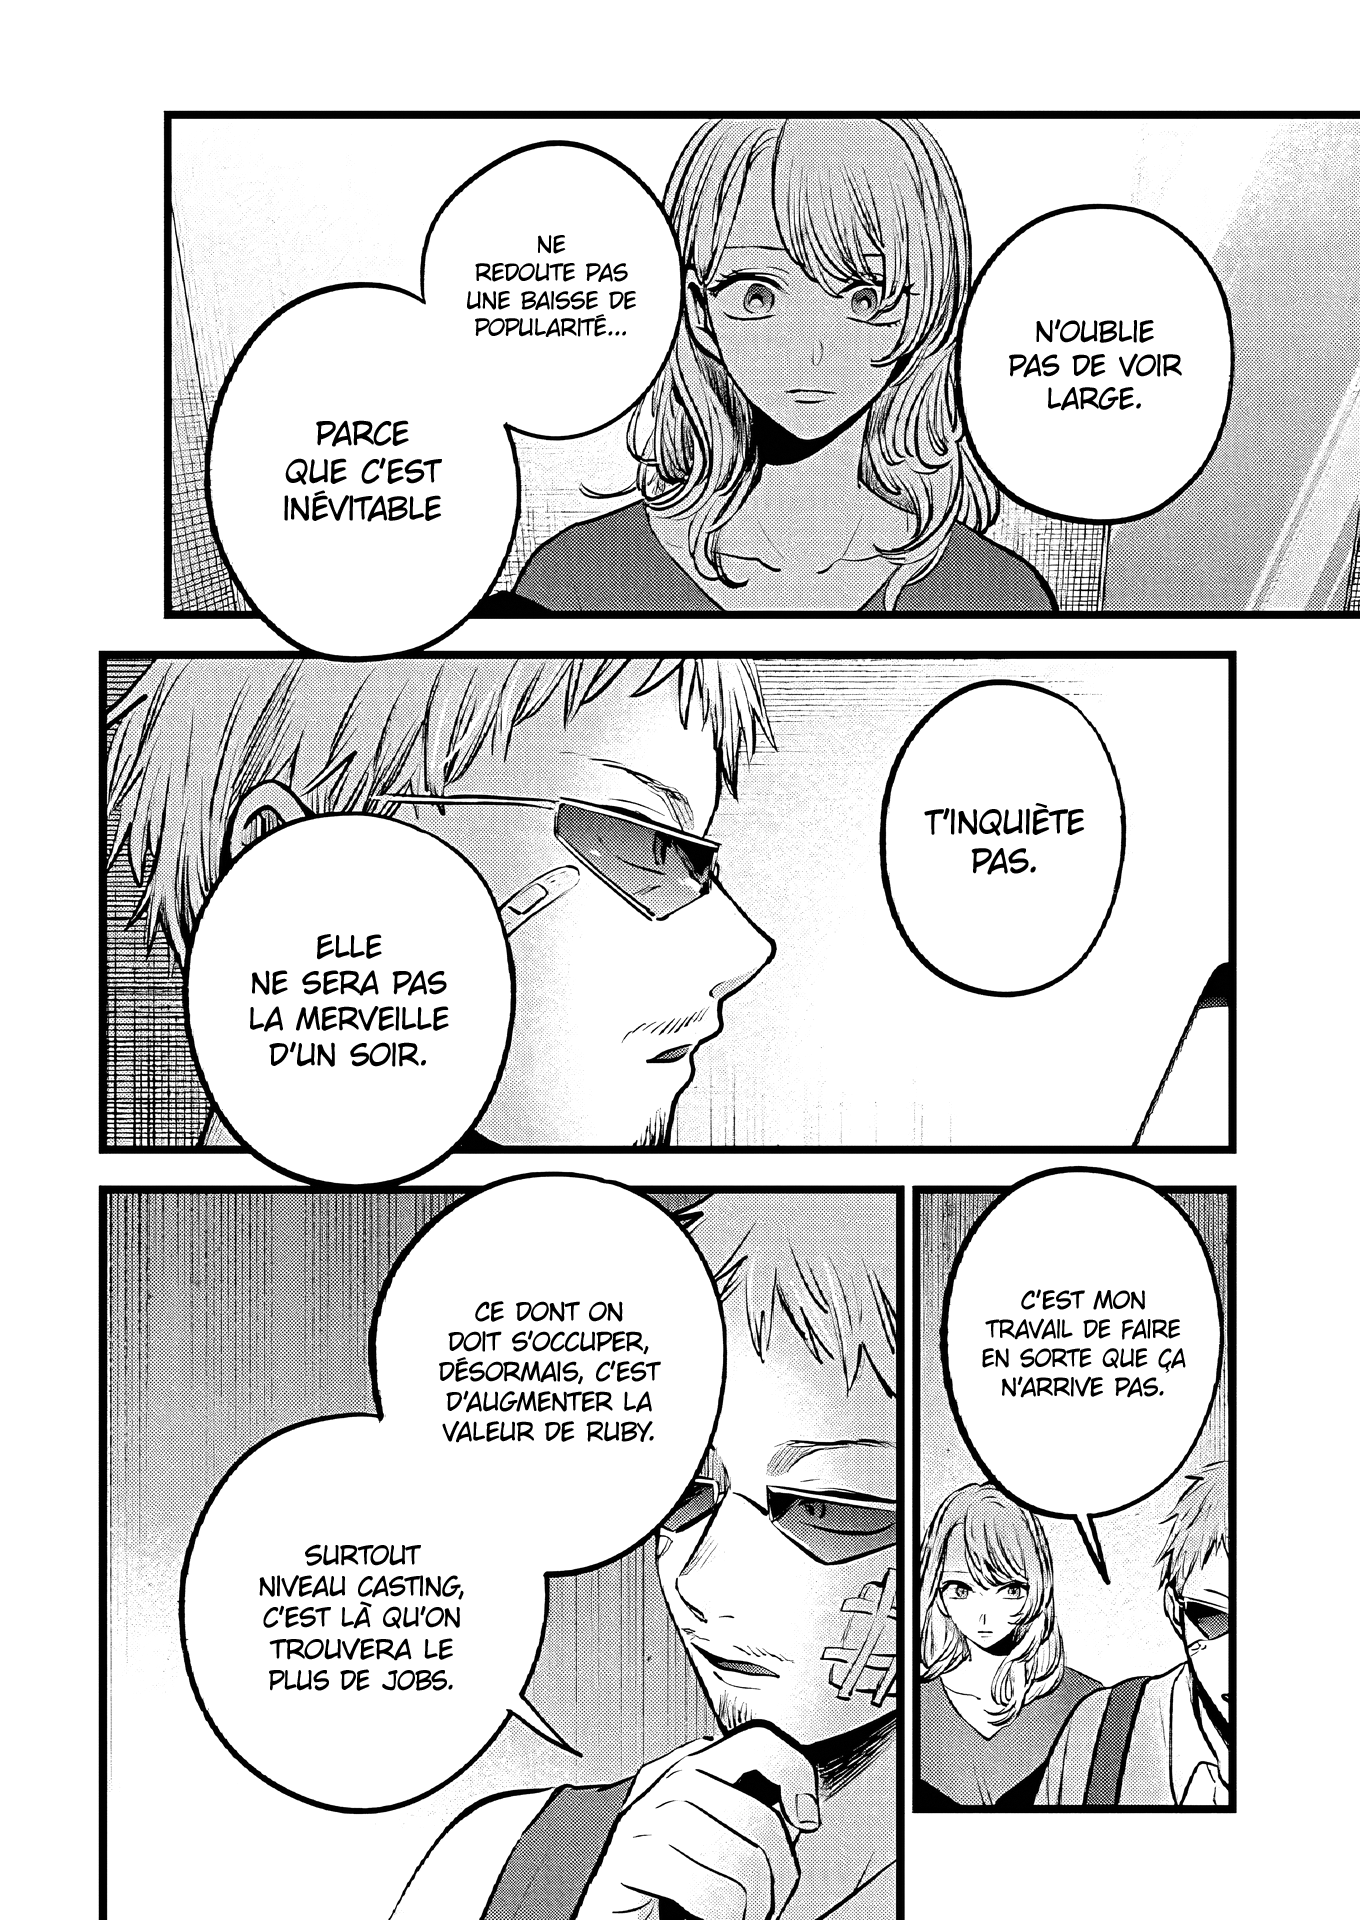 N'OUBLIE
PAS DE VOIR
LARGE.
NE
REDOUTE PAS
UNE BAISSE DE
POPULARITÉ...
PARCE
QUE C'EST
INÉVITABLE
T'INQUIÈTE
PAS.
ELLE
NE SERA PAS
LA MERVEILLE
D'UN SOIR.
C'EST MON
TRAVAIL DE FAIRE
EN SORTE QUE ÇA
N'ARRIVE PAS.
CE DONT ON
DOIT S'OCCUPER,
DÉSORMAIS, C'EST
D'AUGMENTER LA
VALEUR DE RUBY.
SURTOUT
NIVEAU CASTING,
C'EST LÀ QU'ON
TROUVERA LE
PLUS DE JOBS.